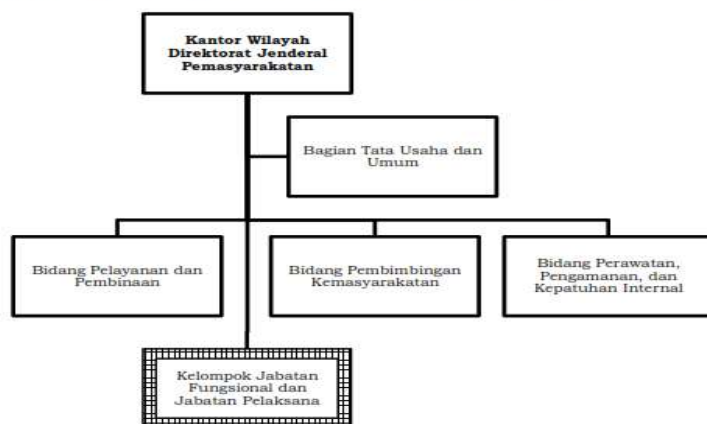 Kantor Wilayah
Direktorat Jenderal
Pemasyarakatan
Bagian Tata Usaha dan
Umum
Bidang Pelayanan dan
Pembinaan
Bidang Pembimbingan
Kemasyarakatan
Bidang Perawatan,
Pengamanan, dan
Kepatuhan Internal
Kelompok Jabatan
Fungsional dan
Jabatan Pelaksana